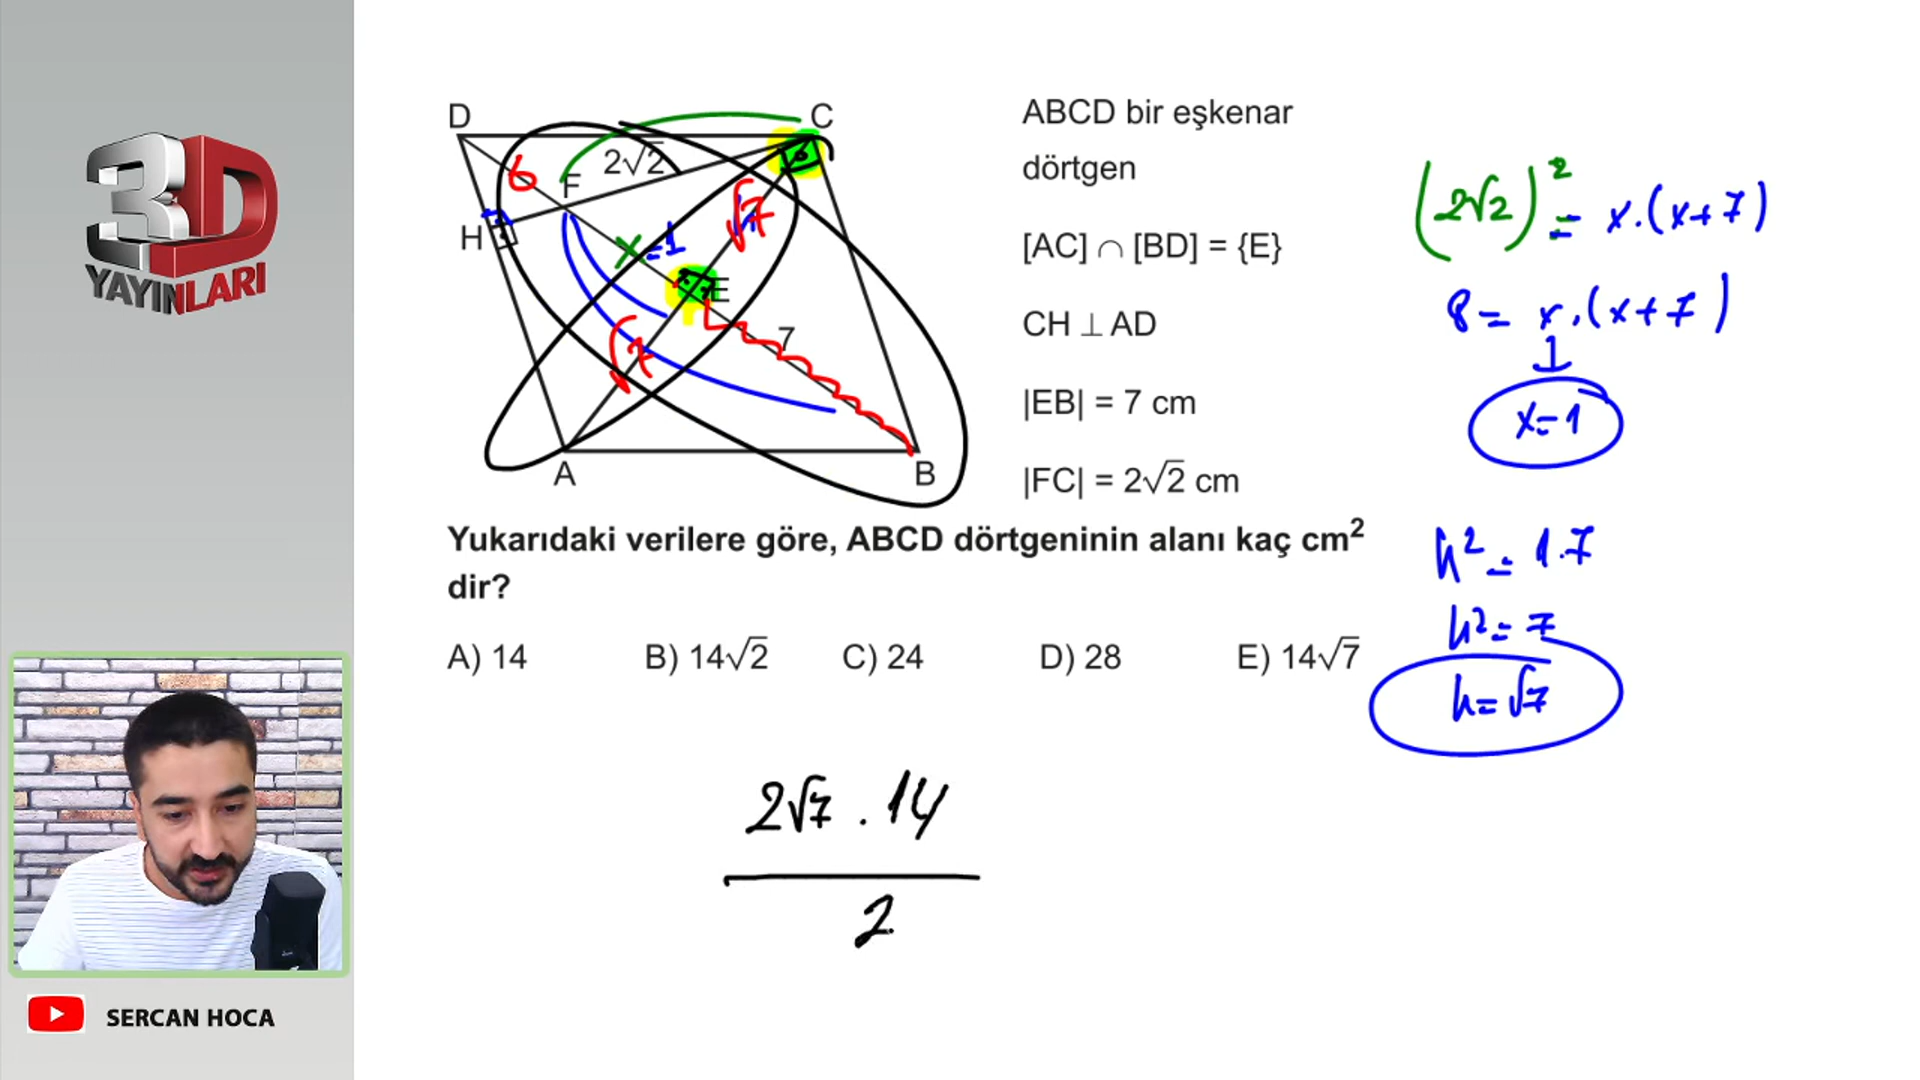 3D
YAYINLARI
D
C
6
F
2√2
H
x
=1
√7
E
7
√7
A
B
ABCD bir eşkenar
dörtgen
[AC] ∩ [BD] = {E}
CH ⊥ AD
|EB| = 7 cm
|FC| = 2√2 cm
Yukarıdaki verilere göre, ABCD dörtgeninin alanı kaç cm²
dir?
A) 14 B) 14√2 C) 24 D) 28 E) 14√7
(2√2)² = x.(x+7)
8 = x.(x+7)
1
x=1
h² = 1.7
h² = 7
h = √7
2√7 . 14
2
SERCAN HOCA